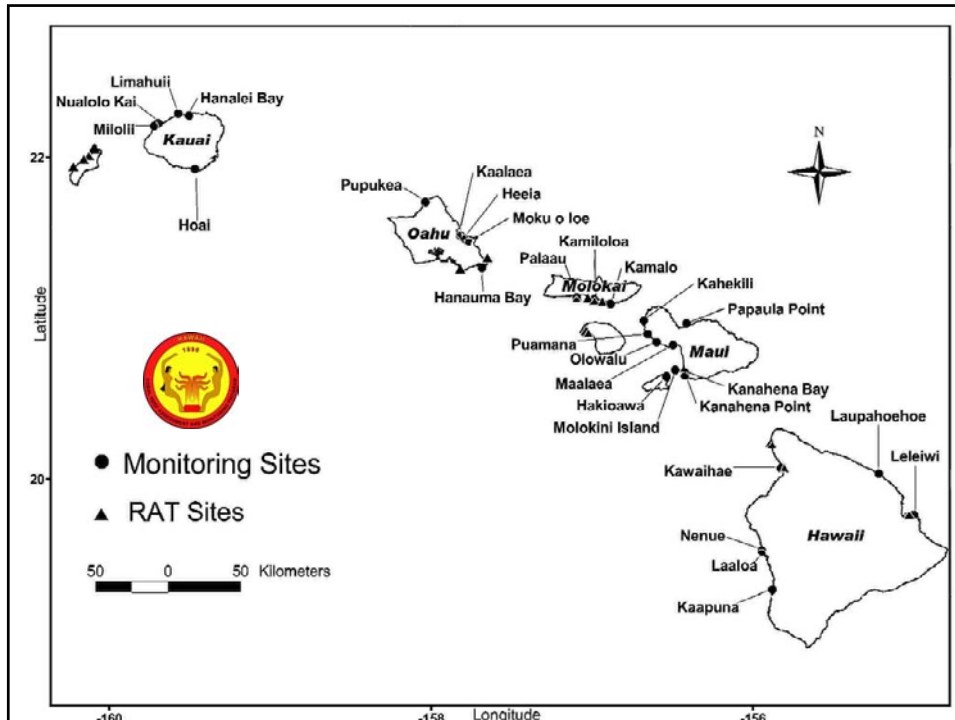 Limahuii
Hanalei Bay
Nualolo Kai
Milolii
Kauai
Hoai
22
N
Kaalaea
Heeia
Pupukea
Moku o loe
Oahu
Kamiloloa
Palaau
Kamalo
Molokai
Hanauma Bay
Kahekili
Papaula Point
Puamana
Olowalu
Maui
Maalaea
Kanahena Bay
Hakioawa
Kanahena Point
Molokini Island
Laupahoehoe
Leleiwi
Kawaihae
Latitude
HAWAII
1998
Monitoring Sites
20
RAT Sites
Hawaii
Nenue
Laaloa
Kaapuna
50 0 50 Kilometers
-160 -158 Longitude -156